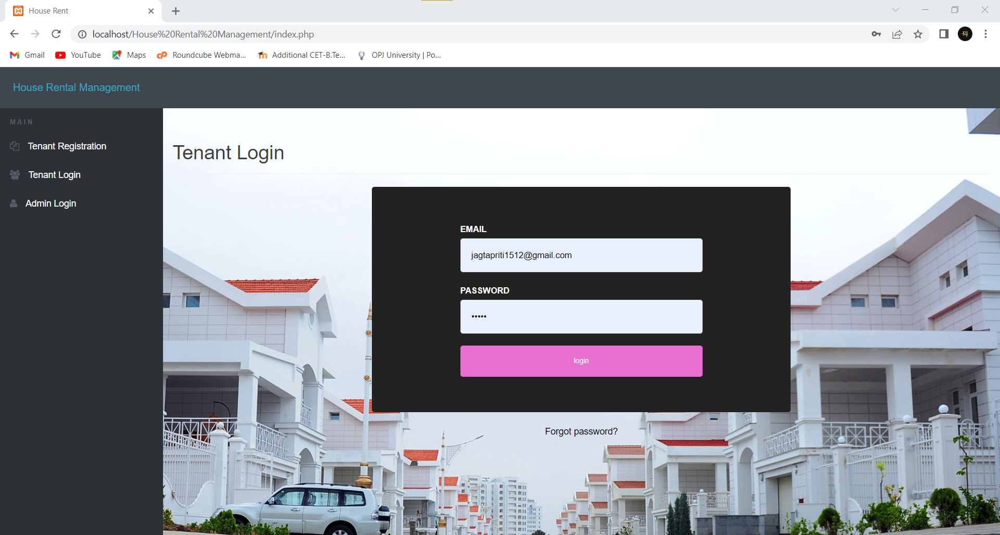 House Rent
localhost/House%20Rental%20Management/index.php
Gmail YouTube Maps Roundcube Webma... Additional CET-B.Te... OPJ University | Po...
House Rental Management
MAIN
Tenant Registration
Tenant Login
Admin Login
Tenant Login
EMAIL
jagtapriti1512@gmail.com
PASSWORD
•••••
login
Forgot password?